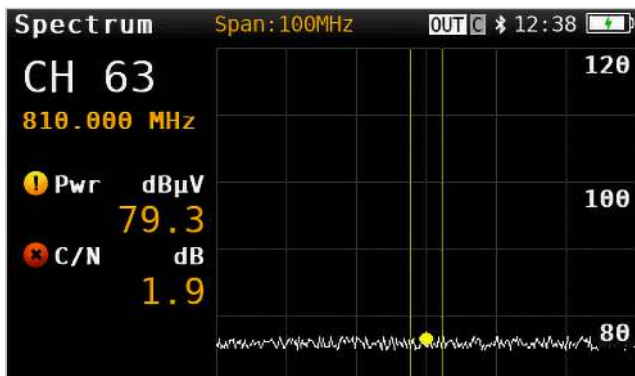 Spectrum Span:100MHz OUT C 12:38
CH 63
810.000 MHz
! Pwr dBµV
79.3
C/N dB
1.9
120
100
80